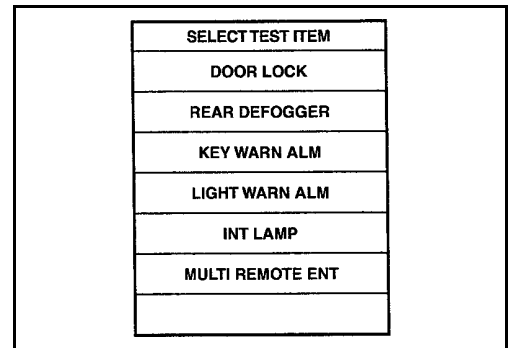 SELECT TEST ITEM
DOOR LOCK
REAR DEFOGGER
KEY WARN ALM
LIGHT WARN ALM
INT LAMP
MULTI REMOTE ENT